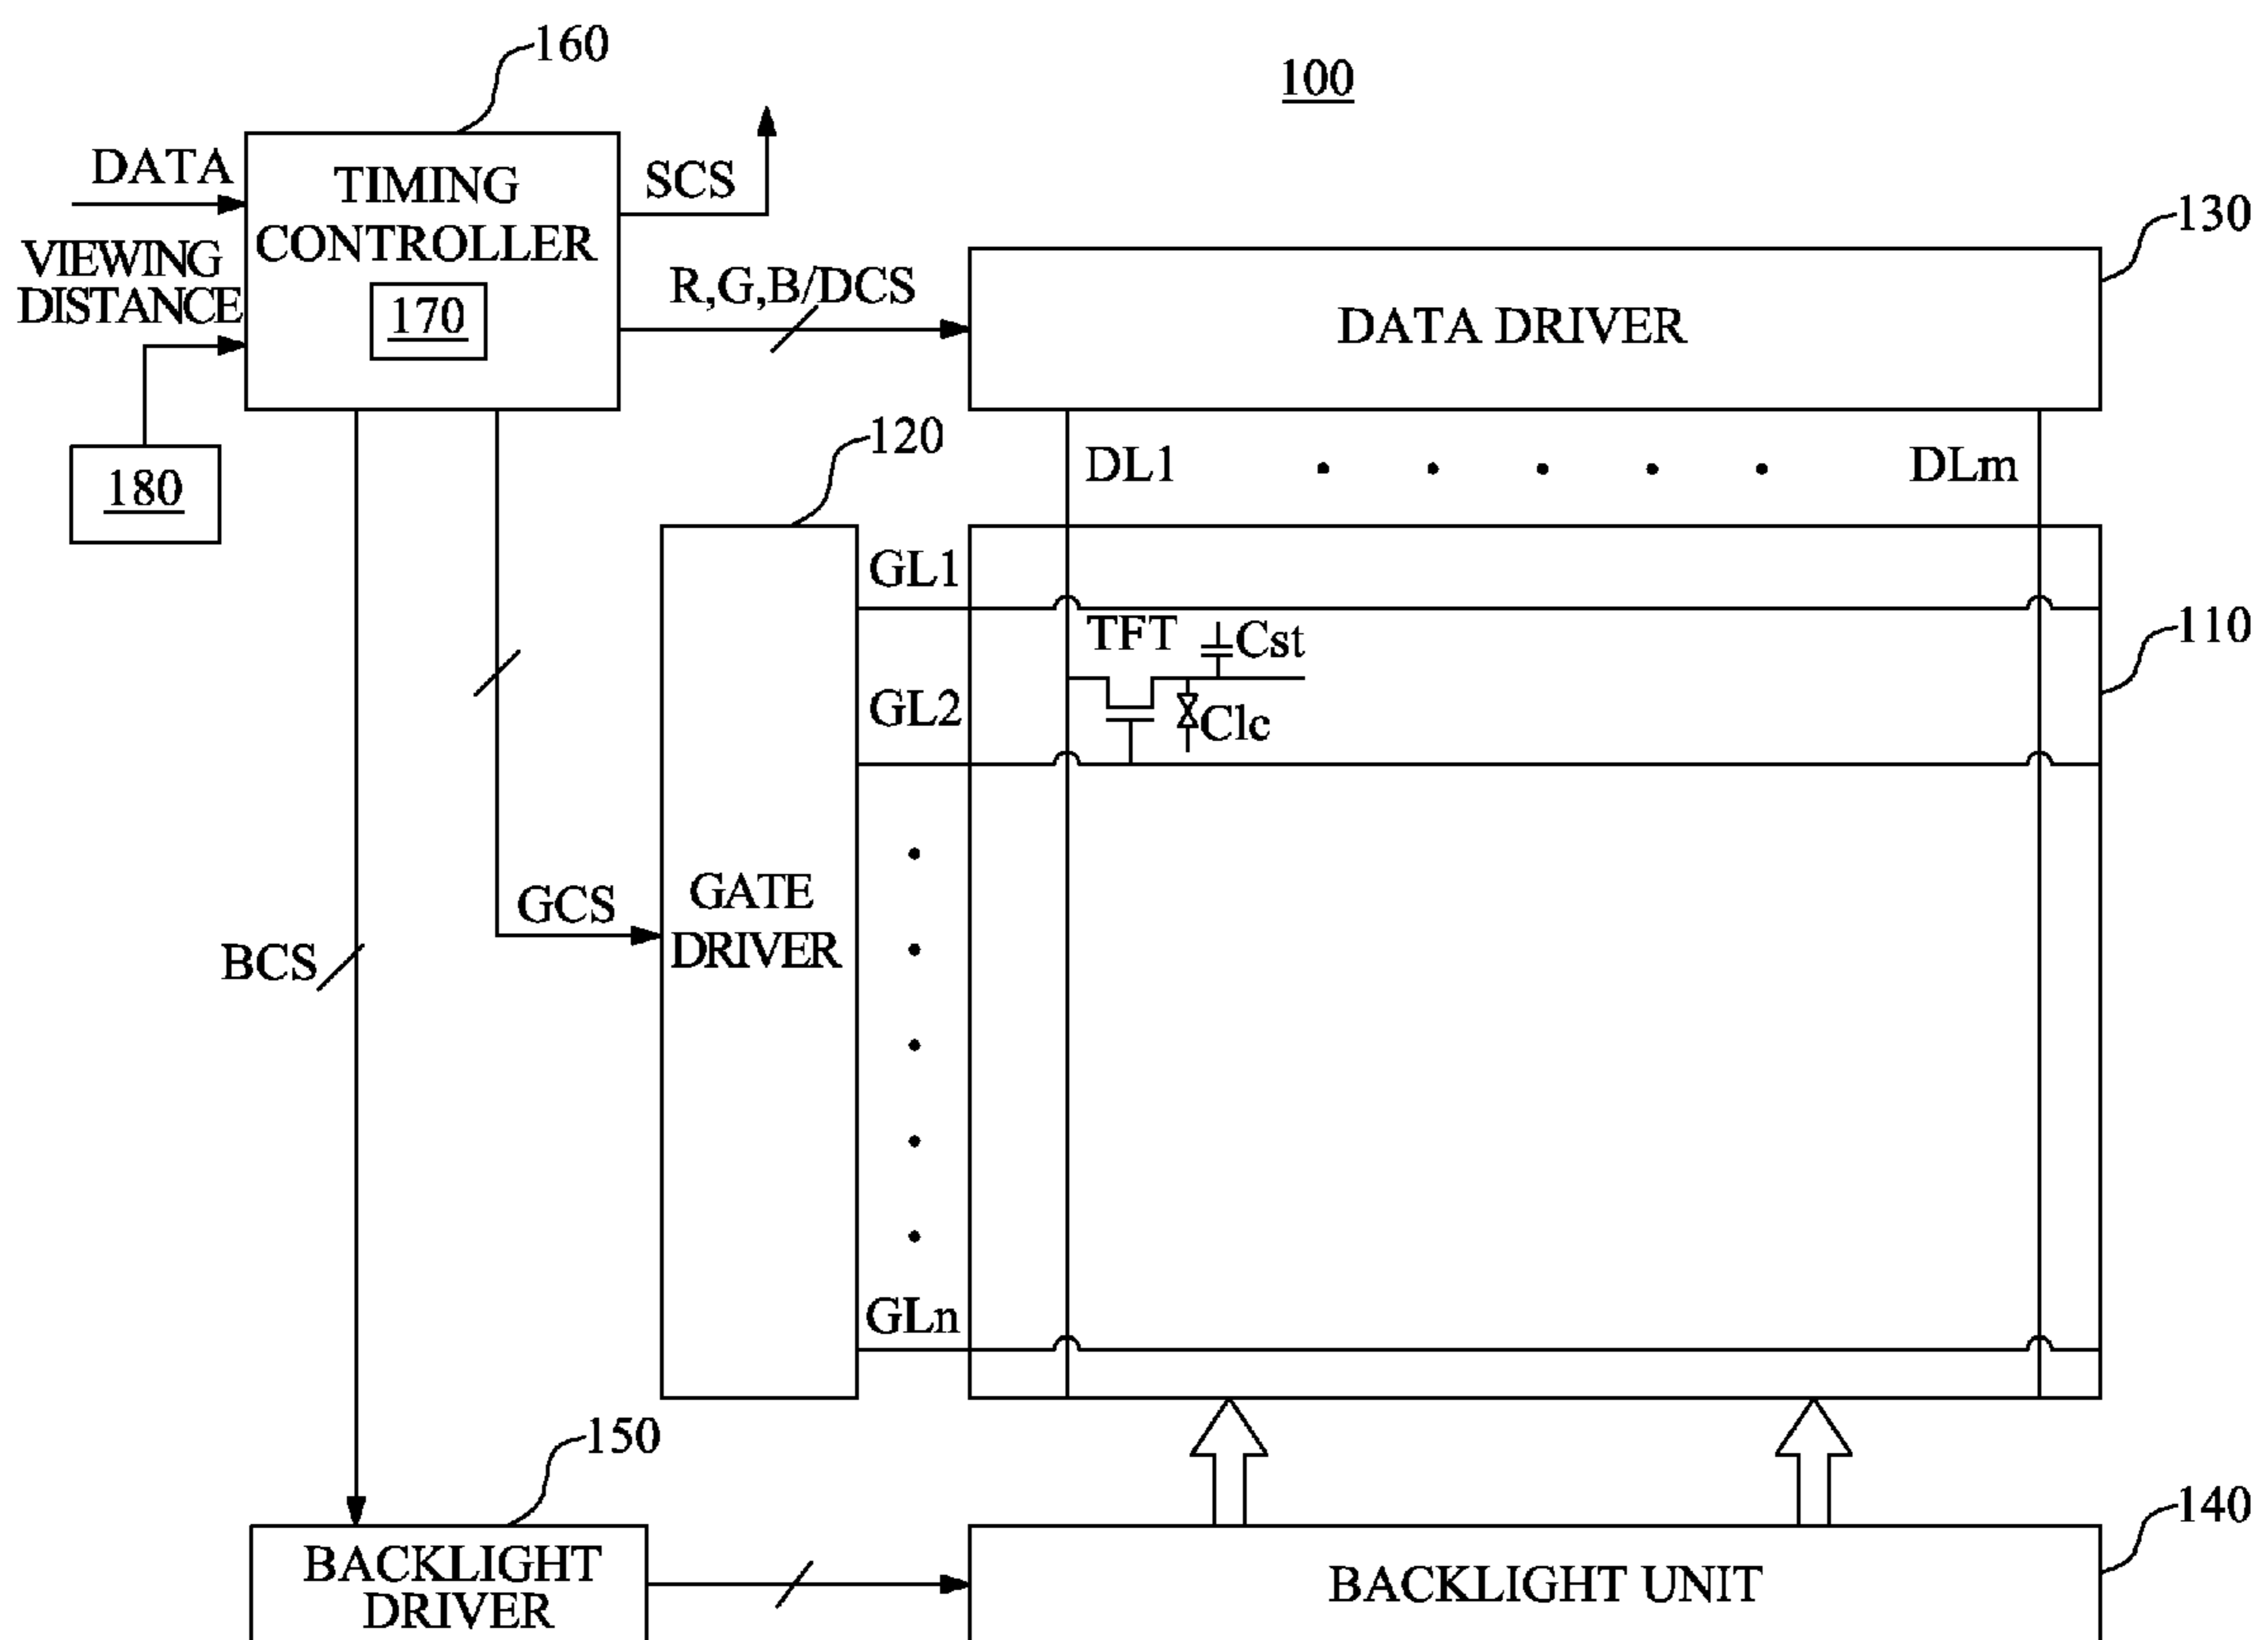 160
100
DATA
TIMING
CONTROLLER
170
SCS
VIEWING
DISTANCE
R,G,B/DCS
130
DATA DRIVER
180
120
DL1
DLm
GL1
TFT
Cst
110
GL2
Clc
GATE
DRIVER
GCS
BCS
GLn
150
140
BACKLIGHT
DRIVER
BACKLIGHT UNIT